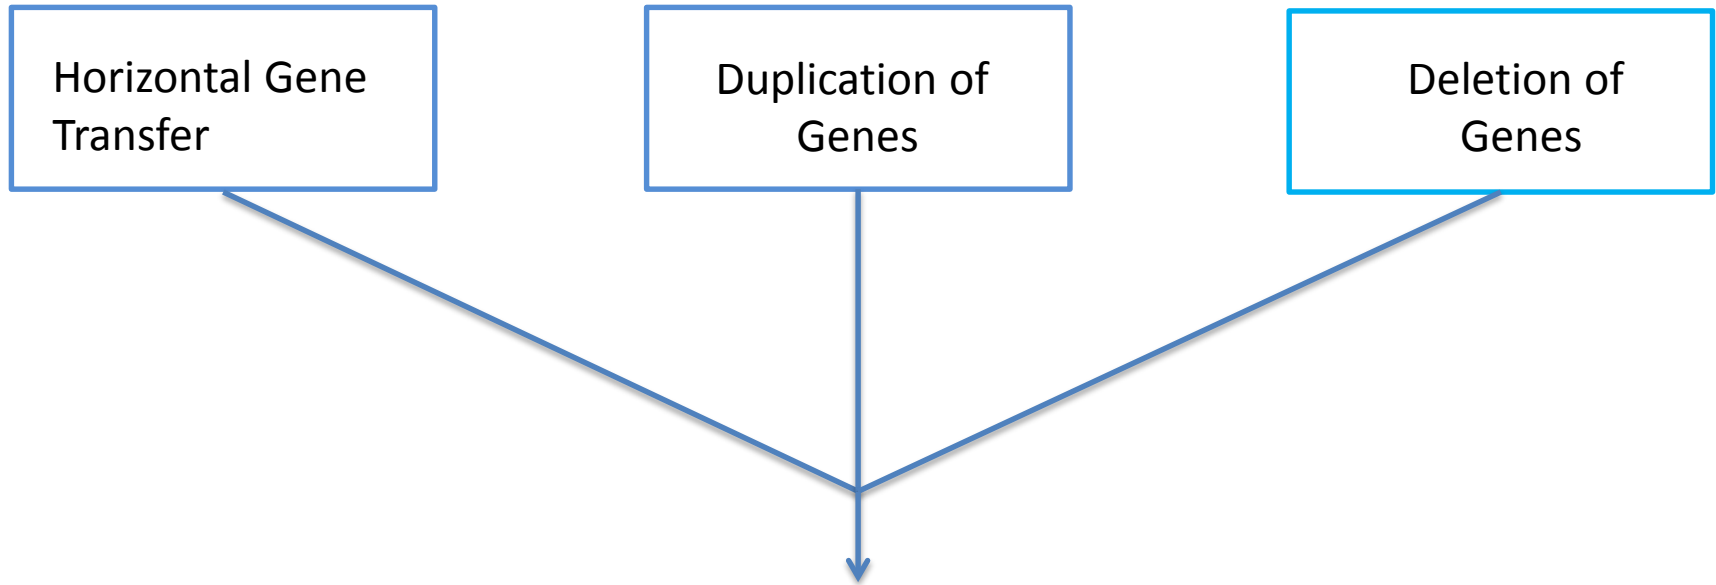 Horizontal Gene
Transfer
Duplication of
Genes
Deletion of
Genes